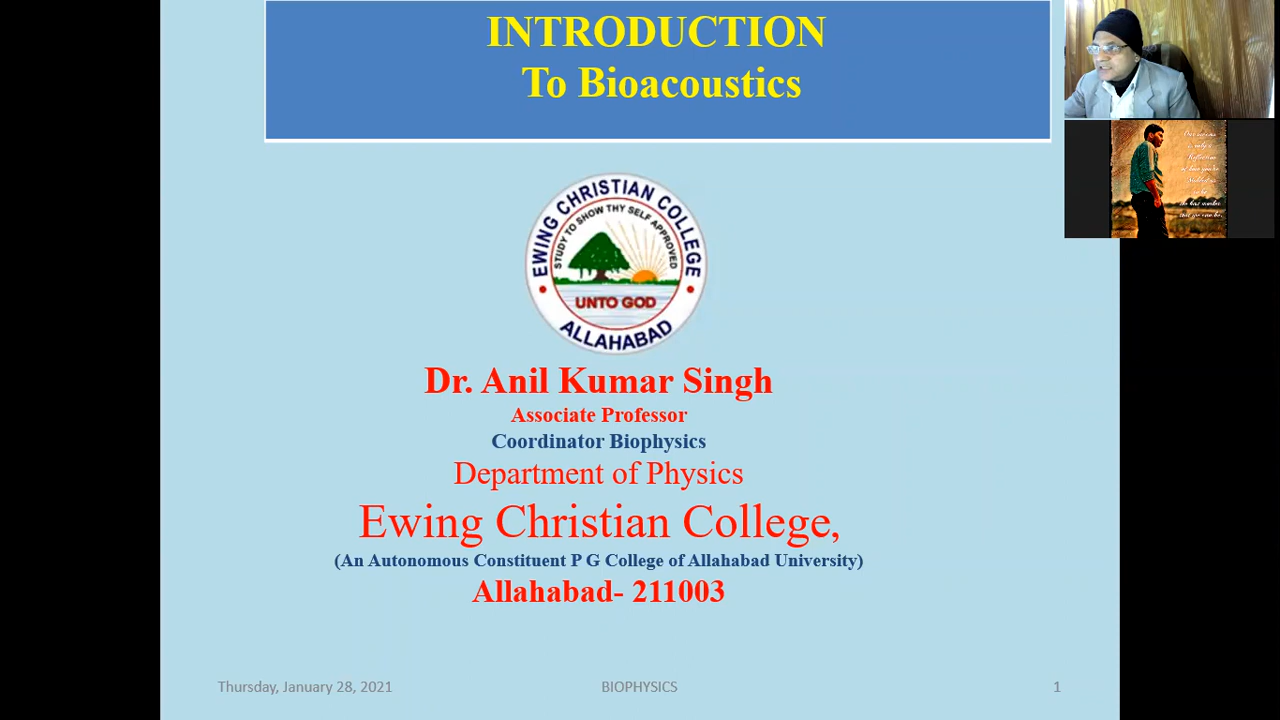 INTRODUCTION
To Bioacoustics
EWING CHRISTIAN COLLEGE
STUDY TO SHOW THY SELF APPROVED
UNTO GOD
ALLAHABAD
Dr. Anil Kumar Singh
Associate Professor
Coordinator Biophysics
Department of Physics
Ewing Christian College,
(An Autonomous Constituent P G College of Allahabad University)
Allahabad- 211003
Thursday, January 28, 2021
BIOPHYSICS
1